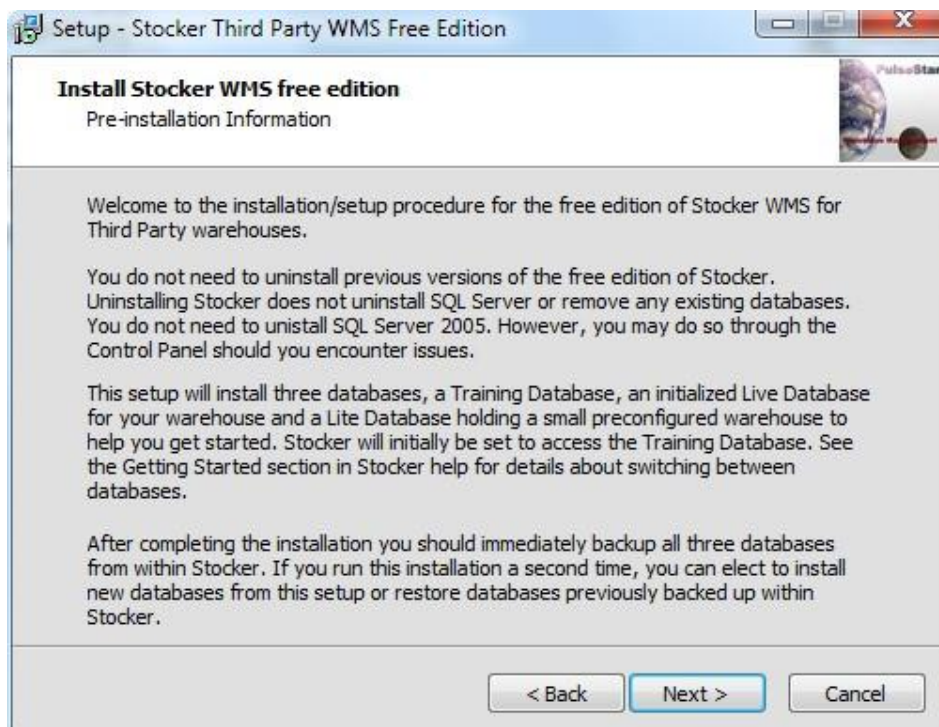 Setup - Stocker Third Party WMS Free Edition
Install Stocker WMS free edition
Pre-installation Information
PulseStar
Welcome to the installation/setup procedure for the free edition of Stocker WMS for
Third Party warehouses.
You do not need to uninstall previous versions of the free edition of Stocker.
Uninstalling Stocker does not uninstall SQL Server or remove any existing databases.
You do not need to unistall SQL Server 2005. However, you may do so through the
Control Panel should you encounter issues.
This setup will install three databases, a Training Database, an initialized Live Database
for your warehouse and a Lite Database holding a small preconfigured warehouse to
help you get started. Stocker will initially be set to access the Training Database. See
the Getting Started section in Stocker help for details about switching between
databases.
After completing the installation you should immediately backup all three databases
from within Stocker. If you run this installation a second time, you can elect to install
new databases from this setup or restore databases previously backed up within
Stocker.
< Back
Next >
Cancel